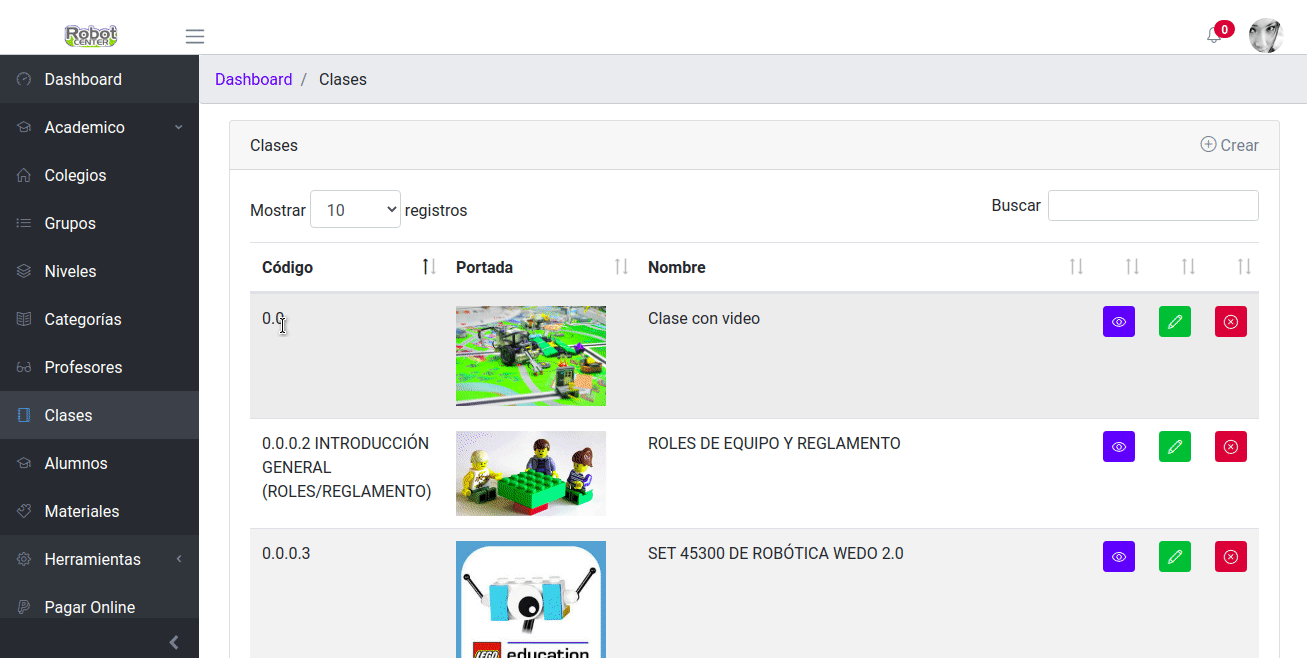 Robot
CENTER
0
Dashboard
Academico
Colegios
Grupos
Niveles
Categorías
Profesores
Clases
Alumnos
Materiales
Herramientas
Pagar Online
Dashboard / Clases
Clases
Crear
Mostrar 10 registros
Buscar
Código Portada Nombre
0.0 Clase con video
0.0.0.2 INTRODUCCIÓN ROLES DE EQUIPO Y REGLAMENTO
GENERAL
(ROLES/REGLAMENTO)
0.0.0.3 SET 45300 DE ROBÓTICA WEDO 2.0
LEGO education